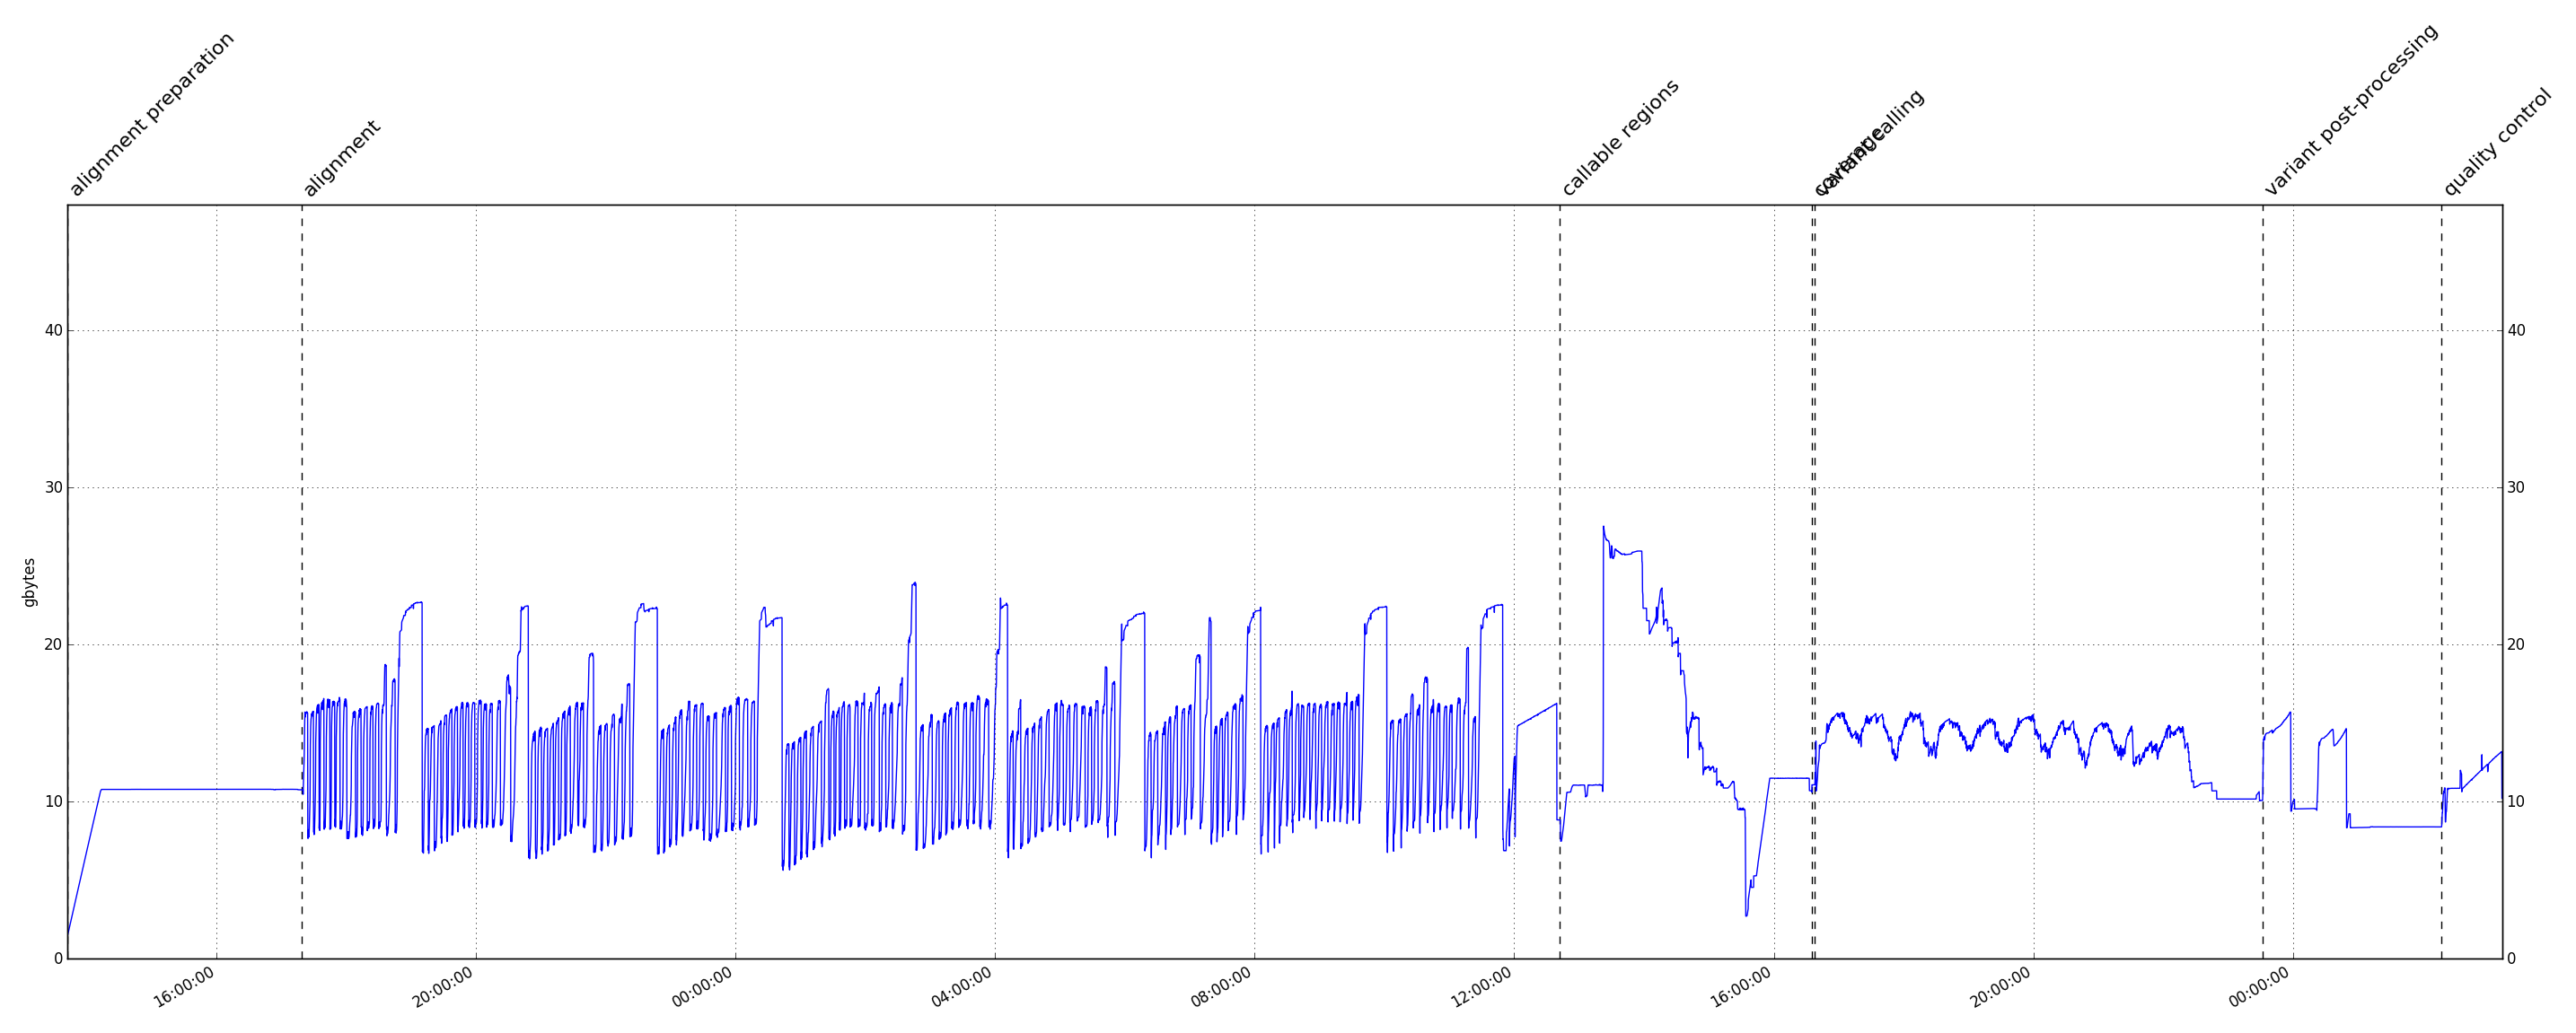 alignment preparation
alignment
callable regions
coverage
variant calling
variant post-processing
quality control
gbytes
40
30
20
10
0
40
30
20
10
0
16:00:00
20:00:00
00:00:00
04:00:00
08:00:00
12:00:00
16:00:00
20:00:00
00:00:00